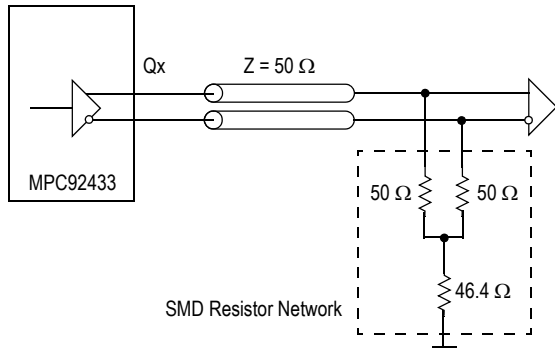 Qx
Z = 50 Ω
MPC92433
50 Ω
50 Ω
46.4 Ω
SMD Resistor Network